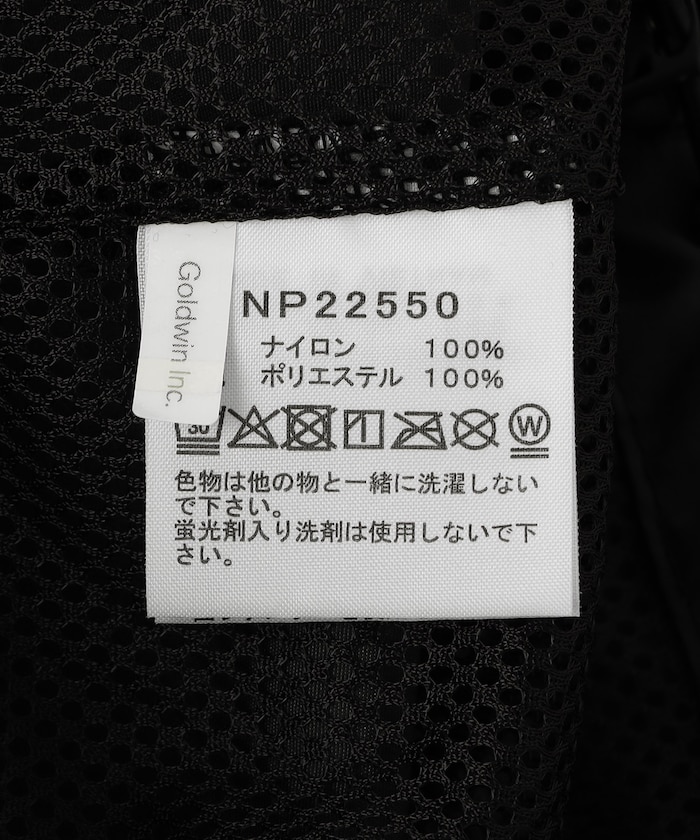 Goldwin Inc.
NP22550
ナイロン 100%
ポリエステル 100%
30
W
色物は他の物と一緒に洗濯しない
で下さい。
蛍光剤入り洗剤は使用しないで下
さい。